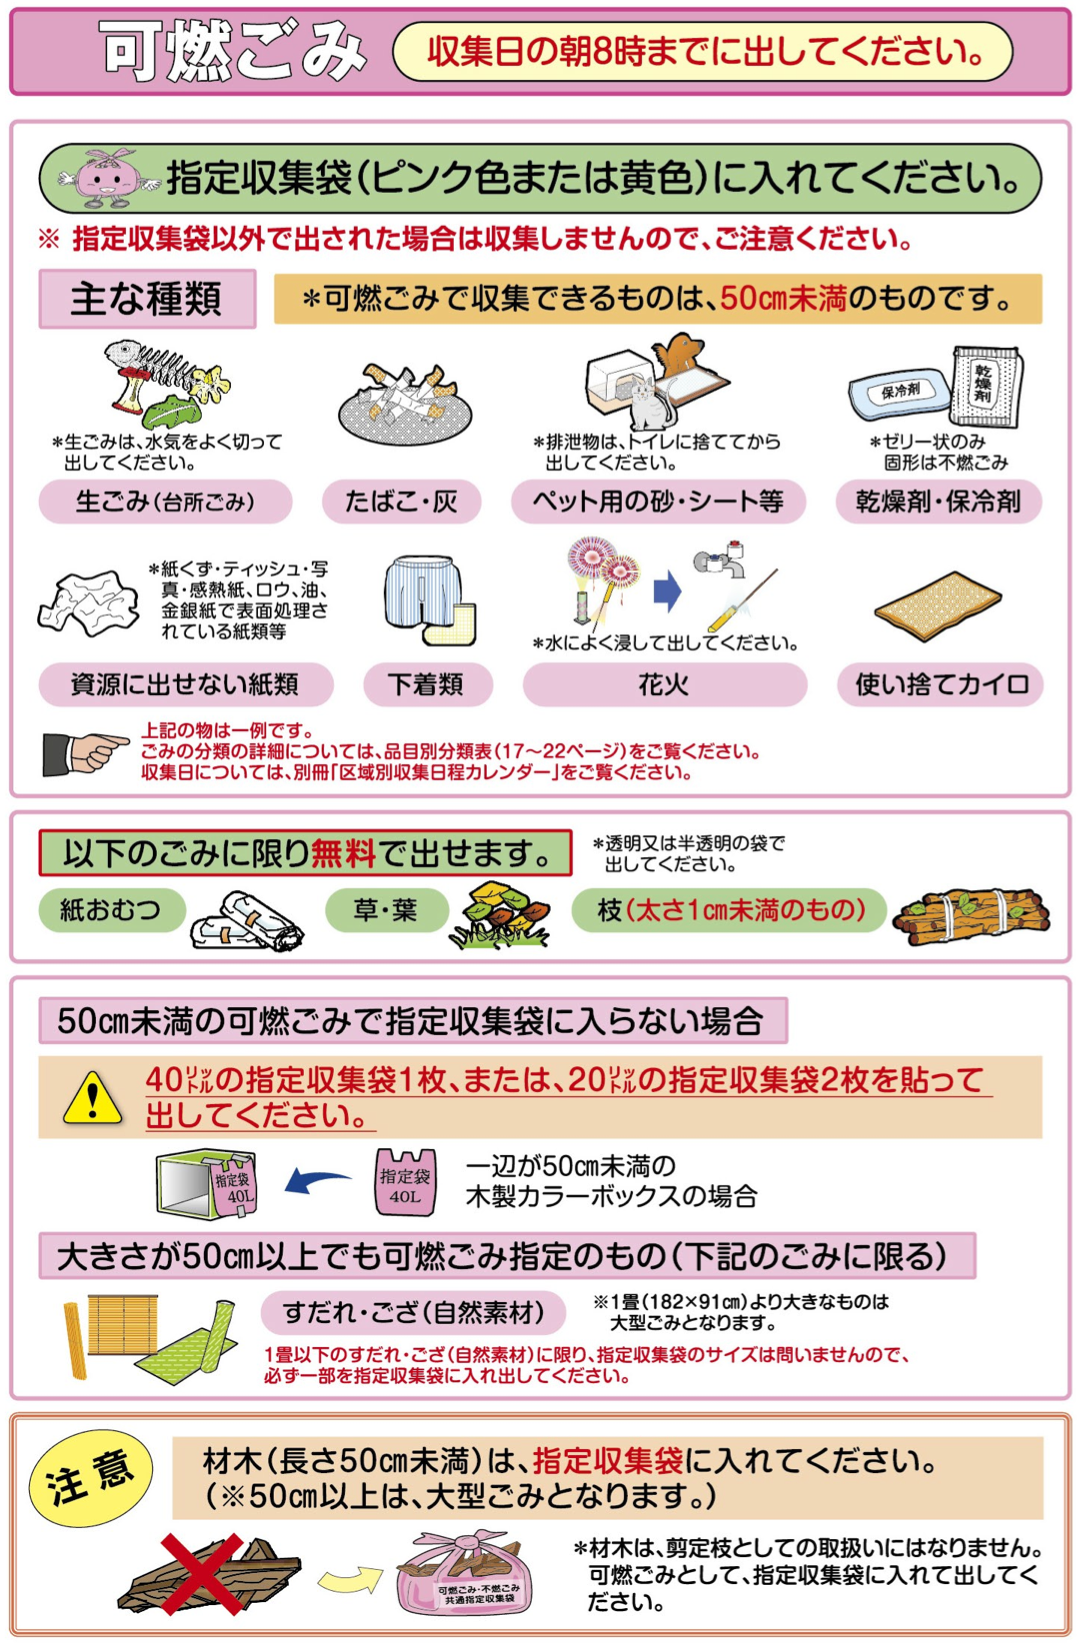 可燃ごみ
収集日の朝8時までに出してください。
指定収集袋(ピンク色または黄色)に入れてください。
※ 指定収集袋以外で出された場合は収集しませんので、ご注意ください。
主な種類
＊可燃ごみで収集できるものは、50㎝未満のものです。
保冷剤
乾燥剤
＊生ごみは、水気をよく切って
出してください。
＊排泄物は、トイレに捨ててから
出してください。
＊ゼリー状のみ
固形は不燃ごみ
生ごみ(台所ごみ)
たばこ・灰
ペット用の砂・シート等
乾燥剤・保冷剤
＊紙くず・ティッシュ・写
真・感熱紙、ロウ、油、
金銀紙で表面処理さ
れている紙類等
＊水によく浸して出してください。
資源に出せない紙類
下着類
花火
使い捨てカイロ
上記の物は一例です。
ごみの分類の詳細については、品目別分類表(17～22ページ)をご覧ください。
収集日については、別冊「区域別収集日程カレンダー」をご覧ください。
以下のごみに限り無料で出せます。
＊透明又は半透明の袋で
出してください。
紙おむつ
草・葉
枝(太さ1㎝未満のもの)
50㎝未満の可燃ごみで指定収集袋に入らない場合
40㍑の指定収集袋1枚、または、20㍑の指定収集袋2枚を貼って
出してください。
指定袋
40L
指定袋
40L
一辺が50㎝未満の
木製カラーボックスの場合
大きさが50㎝以上でも可燃ごみ指定のもの(下記のごみに限る)
すだれ・ござ(自然素材)
※1畳(182×91㎝)より大きなものは
大型ごみとなります。
1畳以下のすだれ・ござ(自然素材)に限り、指定収集袋のサイズは問いませんので、
必ず一部を指定収集袋に入れ出してください。
注意
材木(長さ50㎝未満)は、指定収集袋に入れてください。
(※50㎝以上は、大型ごみとなります。)
可燃ごみ・不燃ごみ
共通指定収集袋
＊材木は、剪定枝としての取扱いにはなりません。
可燃ごみとして、指定収集袋に入れて出してく
ださい。